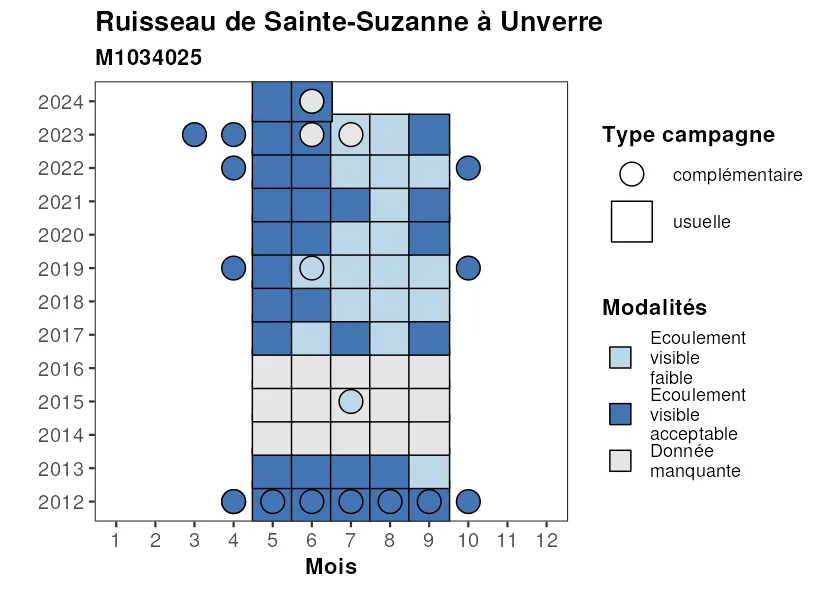 Ruisseau de Sainte-Suzanne à Unverre
M1034025
2024
2023
2022
2021
2020
2019
2018
2017
2016
2015
2014
2013
2012
1 2 3 4 5 6 7 8 9 10 11 12
Mois
Type campagne
complémentaire
usuelle
Modalités
Ecoulement
visible
faible
Ecoulement
visible
acceptable
Donnée
manquante